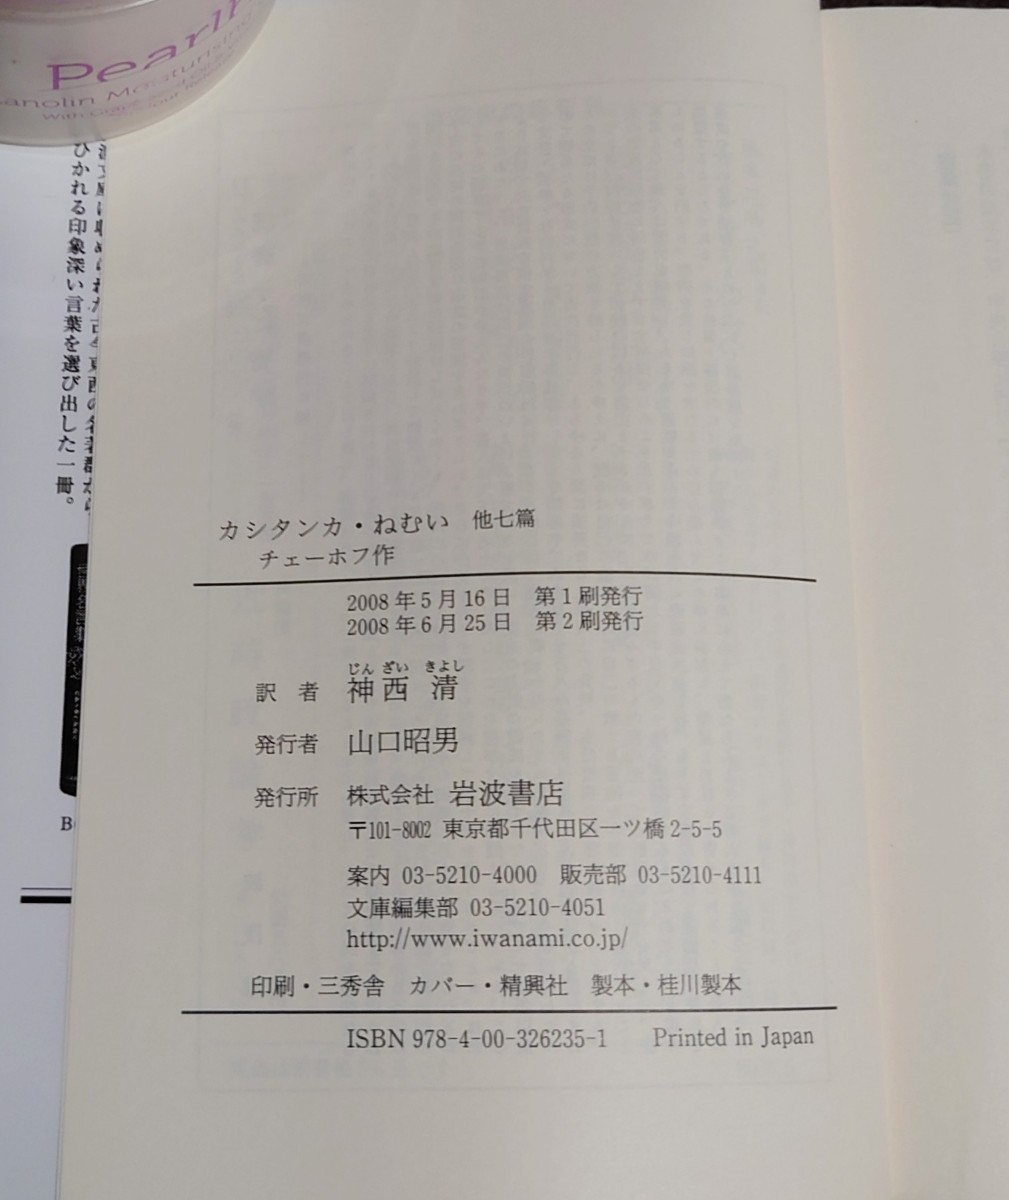 Pearly
Lanolin Moisturising
With Grape Seed
ひかれる印象深い言葉を選び出した一冊。
カシタンカ・ねむい 他七篇
チェーホフ作
2008年5月16日 第1刷発行
2008年6月25日 第2刷発行
じん ざい きよし
訳 者 神西 清
発行者 山口昭男
発行所 株式会社 岩波書店
〒101-8002 東京都千代田区一ツ橋2-5-5
案内 03-5210-4000 販売部 03-5210-4111
文庫編集部 03-5210-4051
http://www.iwanami.co.jp/
印刷・三秀舎 カバー・精興社 製本・桂川製本
ISBN 978-4-00-326235-1 Printed in Japan